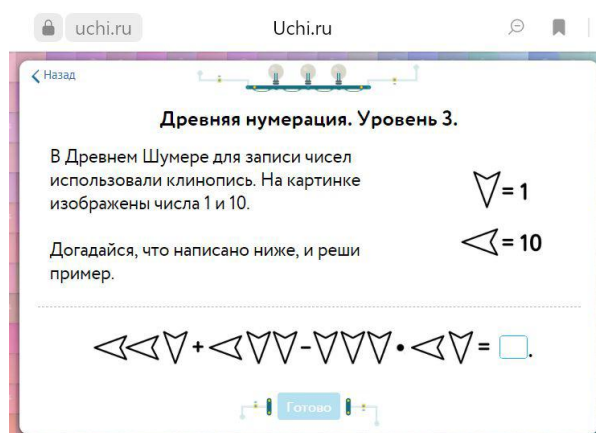 uchi.ru Uchi.ru
Назад
Древняя нумерация. Уровень 3.
В Древнем Шумере для записи чисел
использовали клинопись. На картинке
изображены числа 1 и 10.
= 1
Догадайся, что написано ниже, и реши
пример.
= 10
+ - • = .
Готово